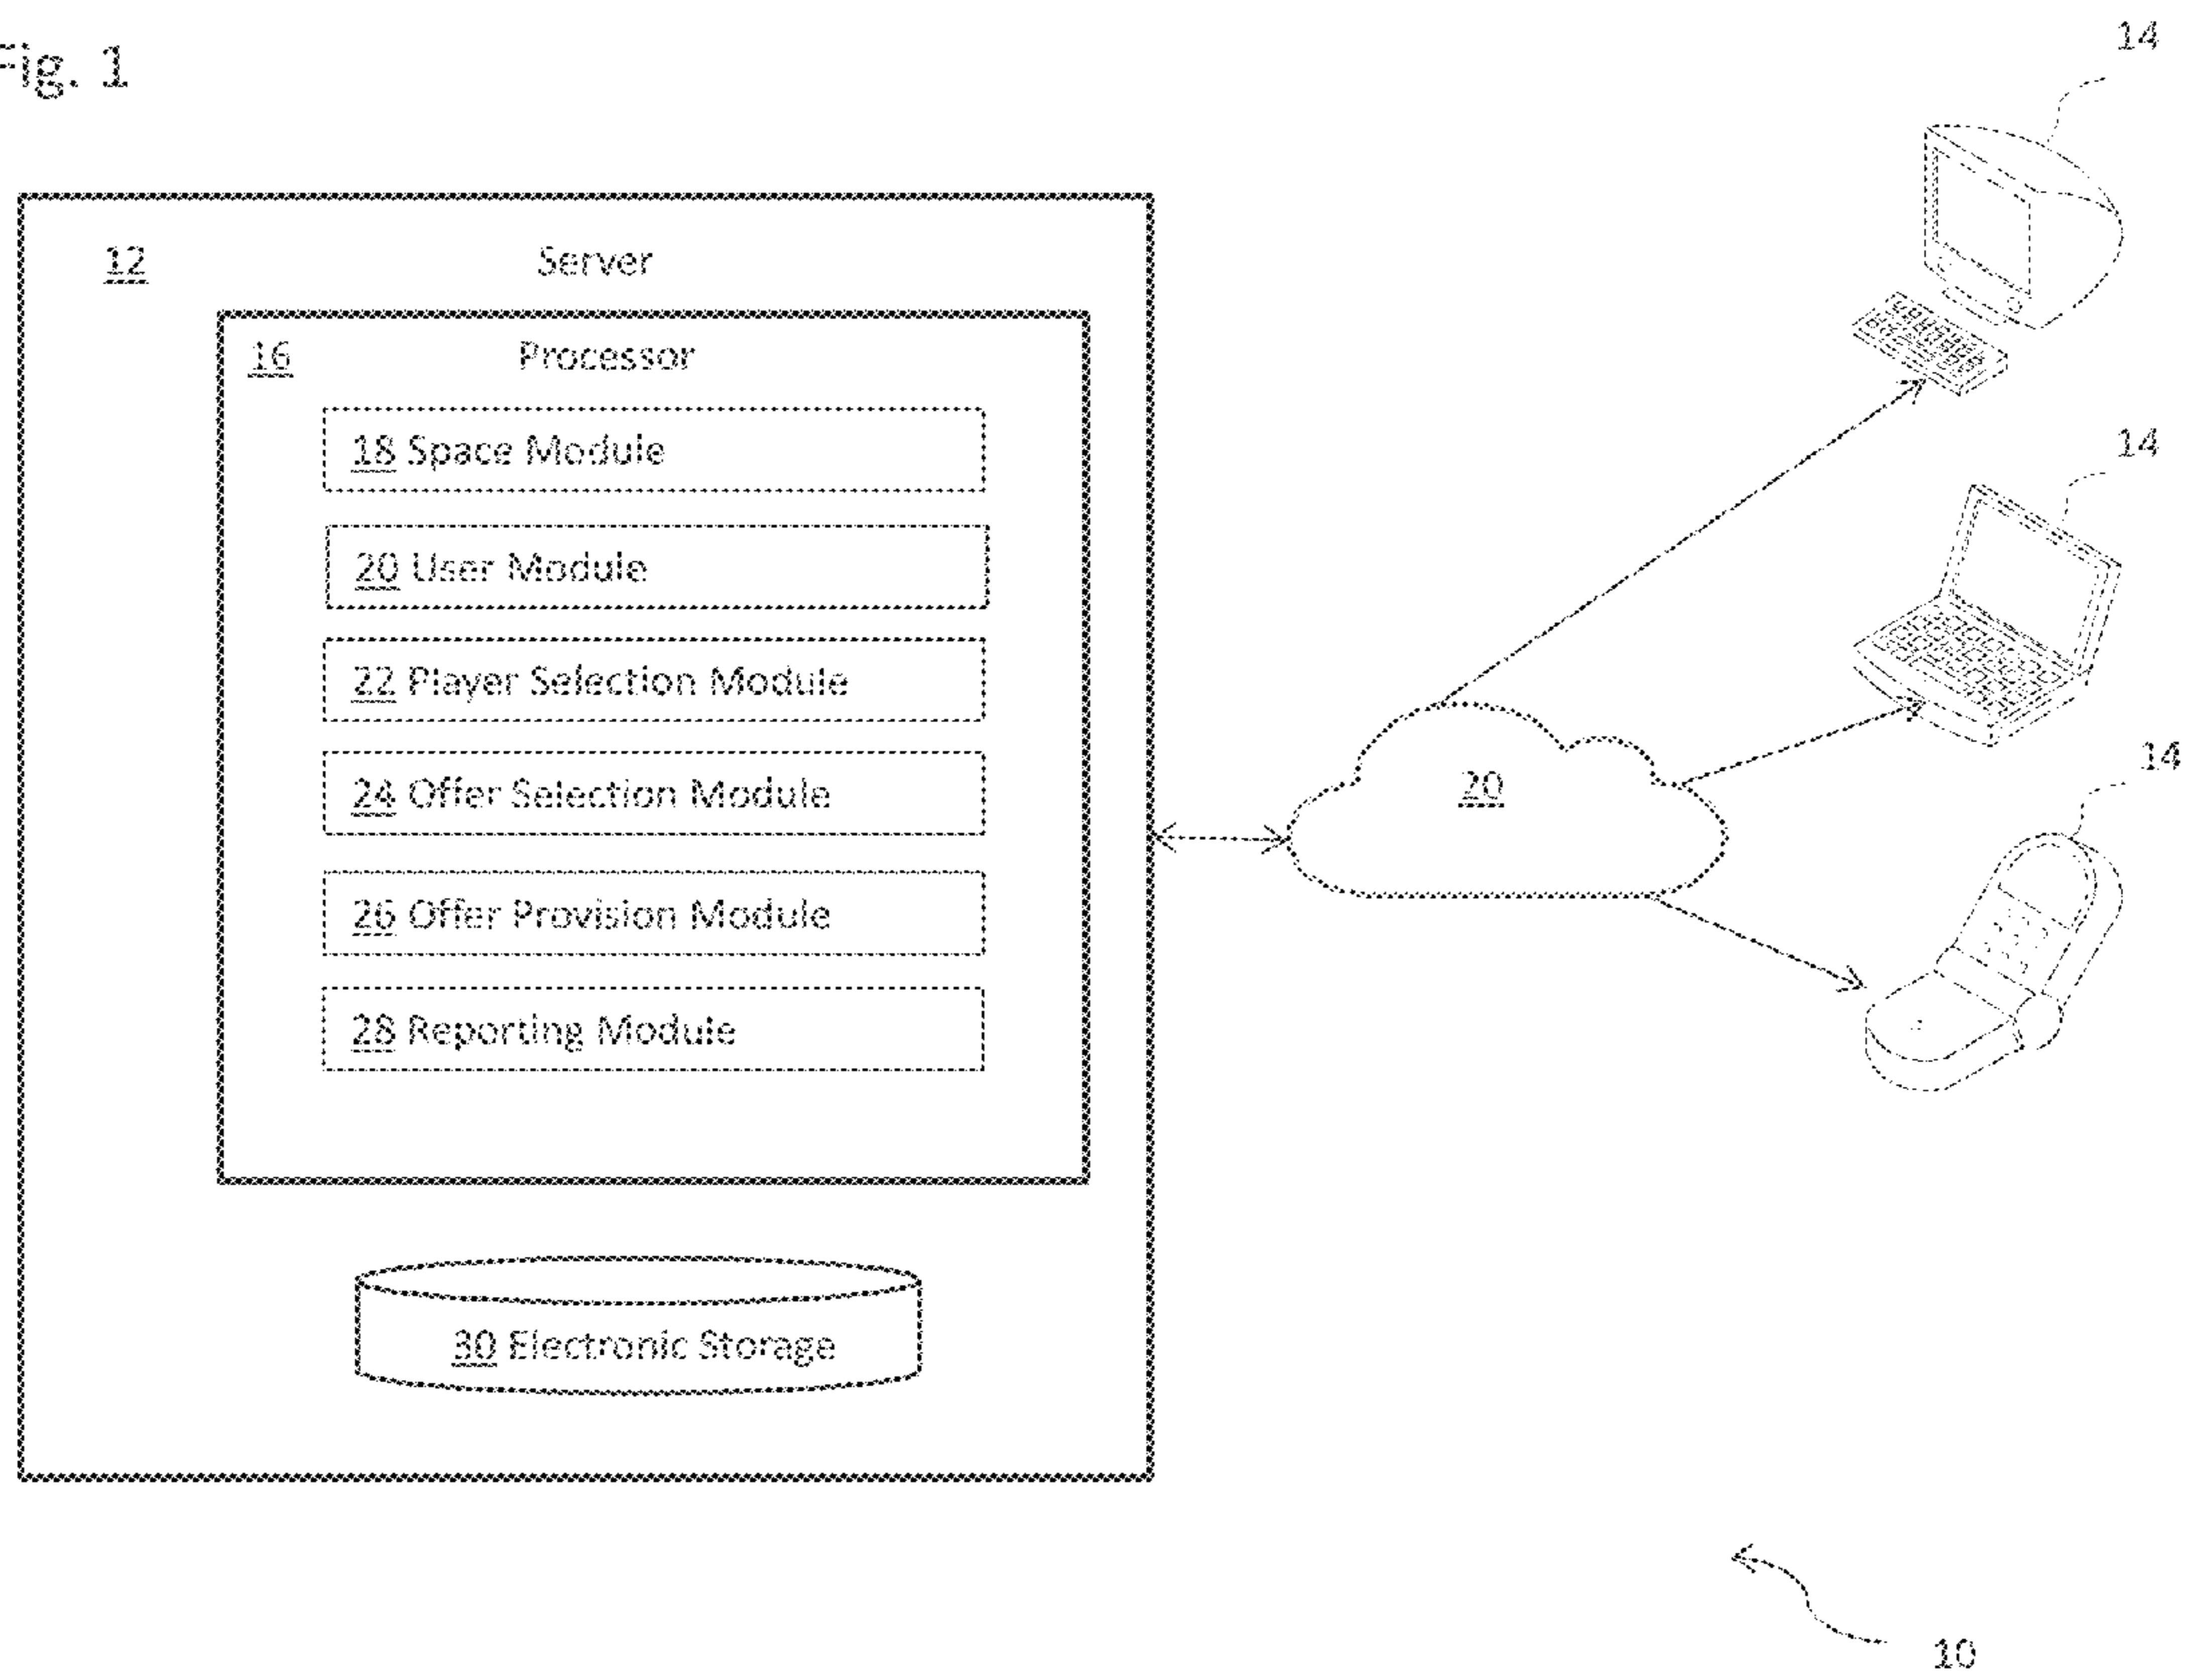 Fig. 1
14
12 Server
16 Processor
18 Space Module
14
20 User Module
22 Player Selection Module
14
20
24 Offer Selection Module
26 Offer Provision Module
28 Reporting Module
30 Electronic Storage
10